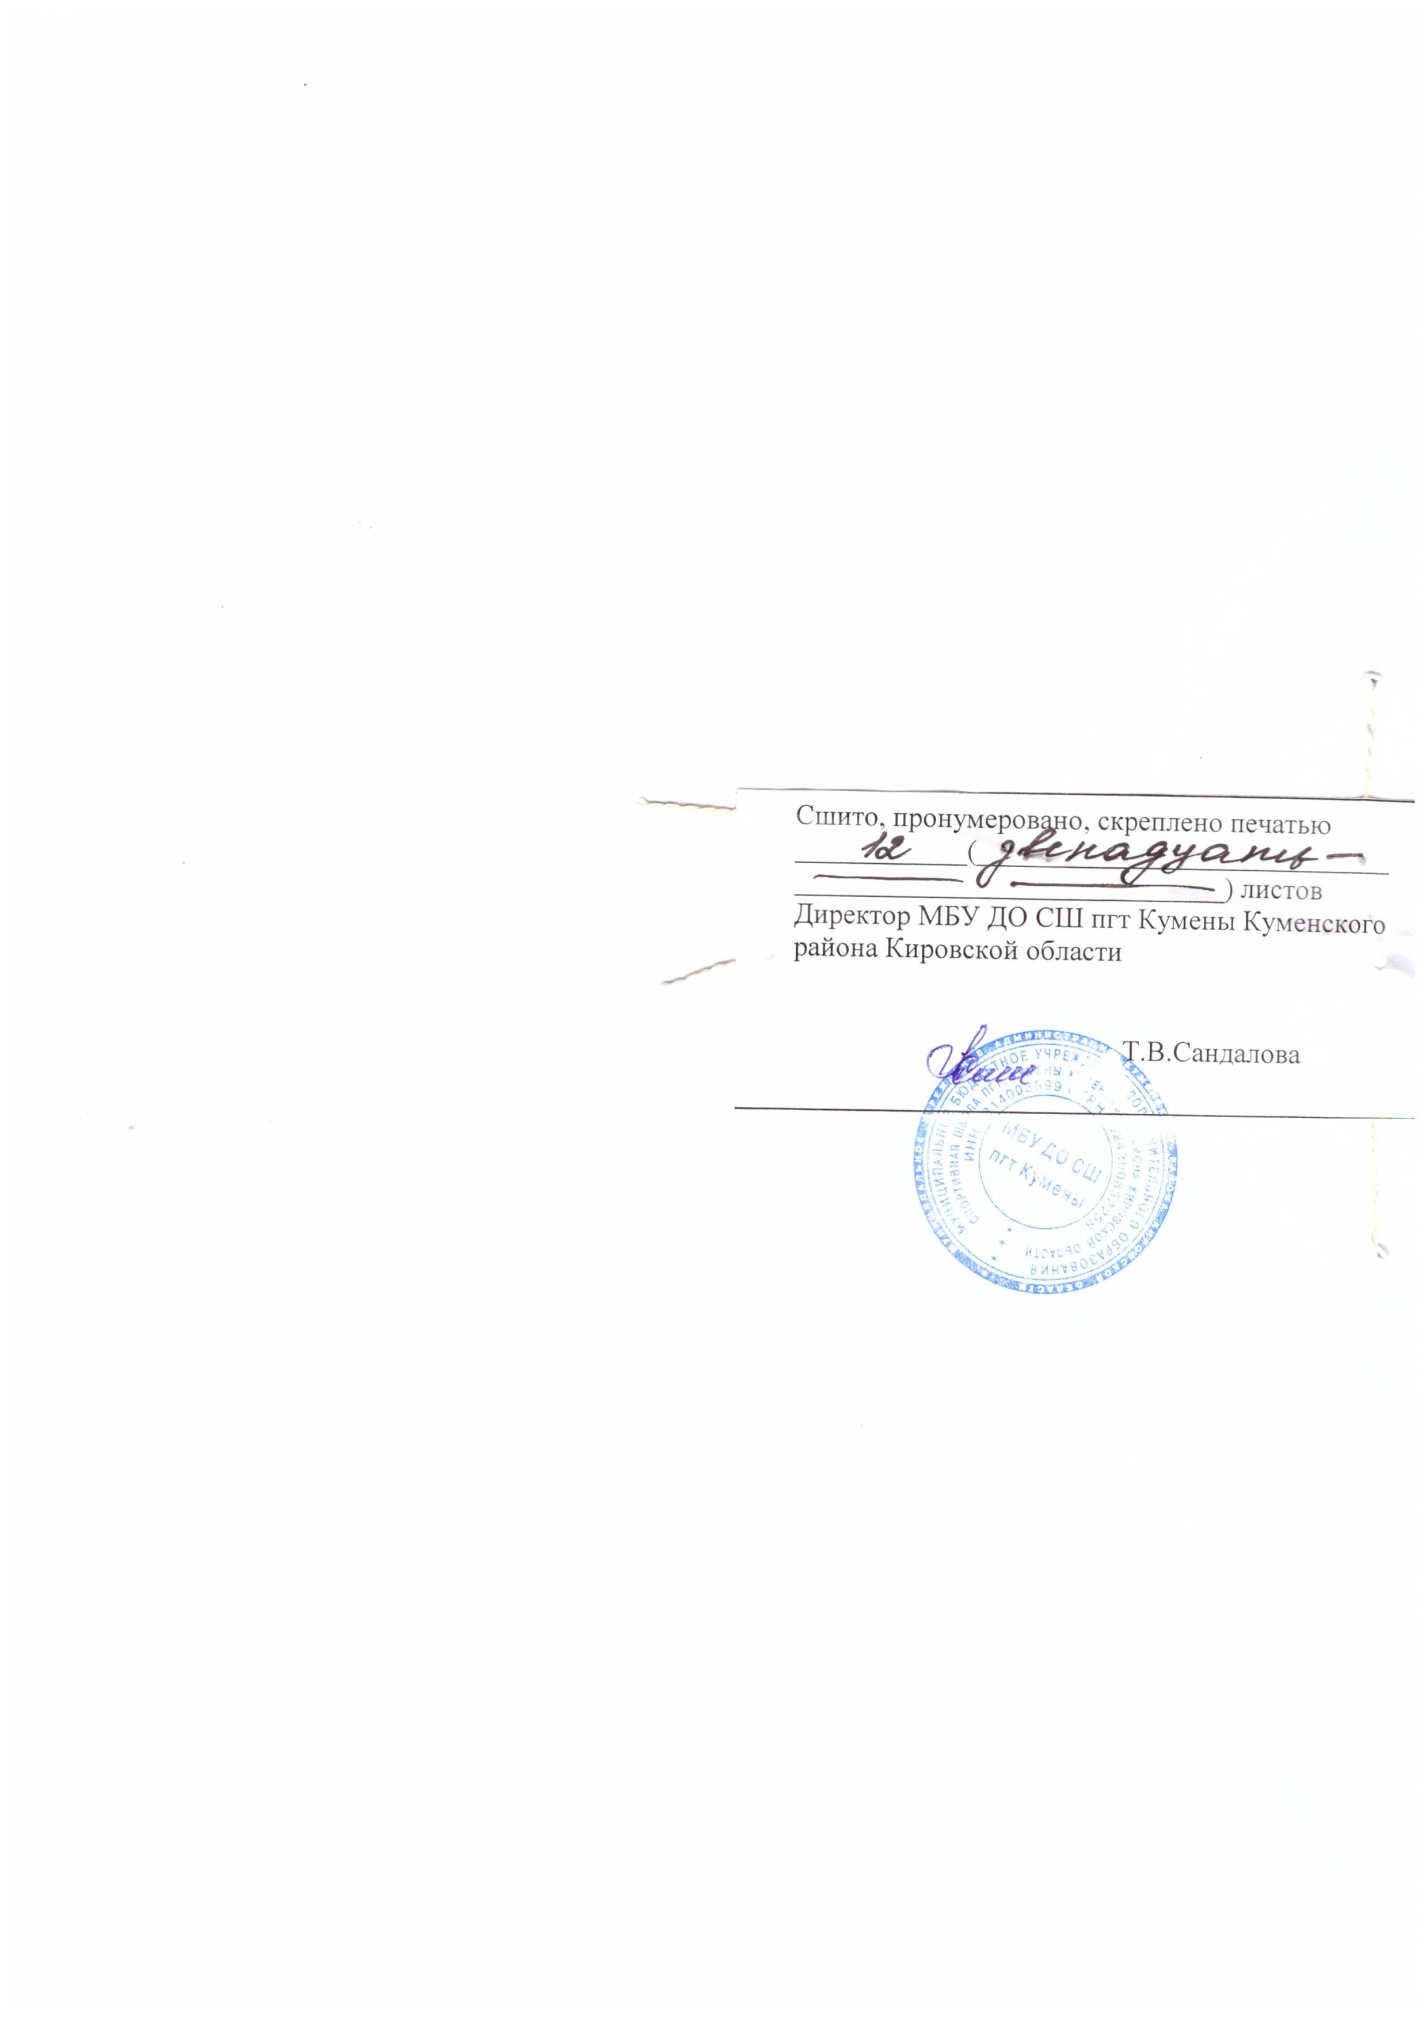 Сшито, пронумеровано, скреплено печатью
12 ( двенадцать —
) листов
Директор МБУ ДО СШ пгт Кумены Куменского
района Кировской области
Т.В.Сандалова
МБУ ДО СШ
пгт Кумены